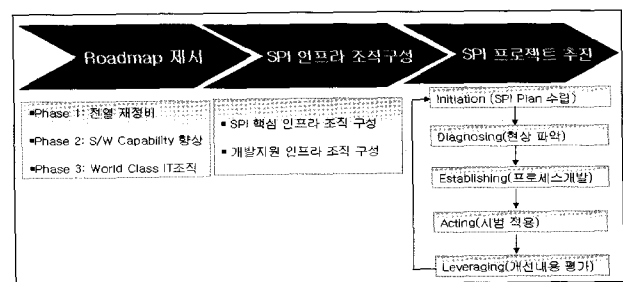 Roadmap 제시
SPI 인프라 조직구성
SPI 프로젝트 추진
▪Phase 1: 전열 재정비
▪Phase 2: S/W Capability 향상
▪Phase 3: World Class IT조직
▪ SPI 핵심 인프라 조직 구성
▪ 개발지원 인프라 조직 구성
Initiation (SPI Plan 수립)
Diagnosing(현상 파악)
Establishing(프로세스개발)
Acting(시범 적용)
Leveraging(개선내용 평가)